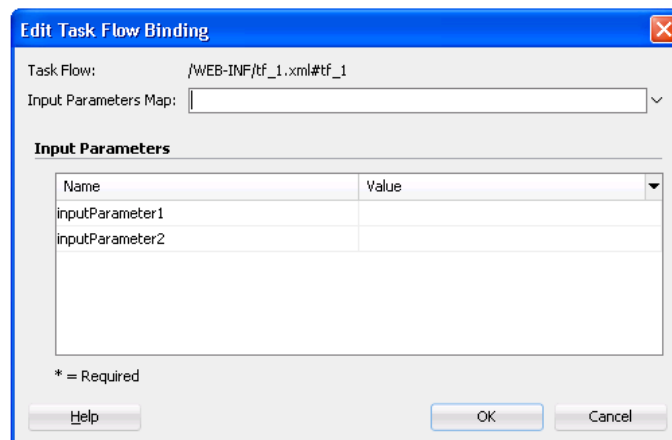 Edit Task Flow Binding
Task Flow: /WEB-INF/tf_1.xml#tf_1
Input Parameters Map:
Input Parameters
Name Value
inputParameter1
inputParameter2
* = Required
Help OK Cancel